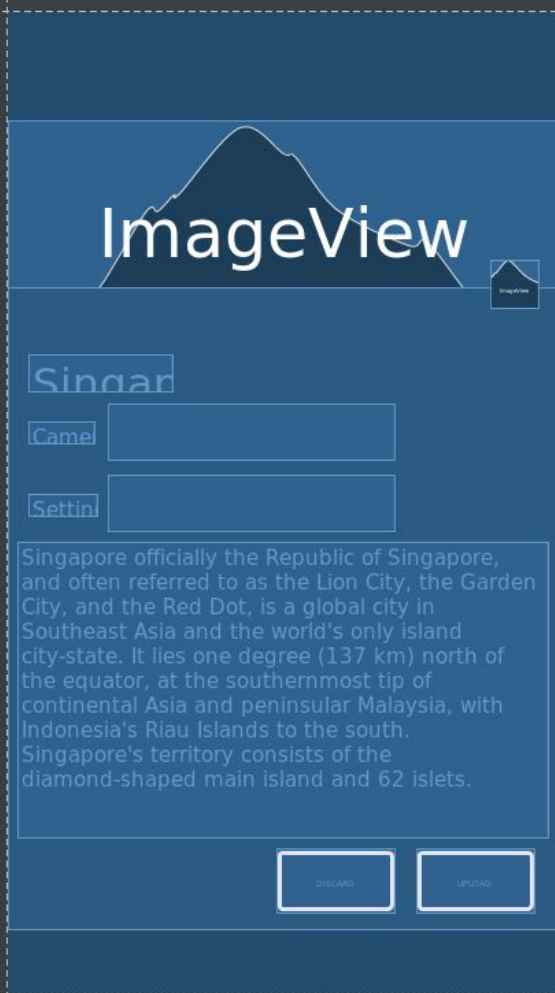 ImageView
ImageView
Singap
Camer
Settin
Singapore officially the Republic of Singapore,
and often referred to as the Lion City, the Garden
City, and the Red Dot, is a global city in
Southeast Asia and the world's only island
city-state. It lies one degree (137 km) north of
the equator, at the southernmost tip of
continental Asia and peninsular Malaysia, with
Indonesia's Riau Islands to the south.
Singapore's territory consists of the
diamond-shaped main island and 62 islets.
DISCARD UPLOAD